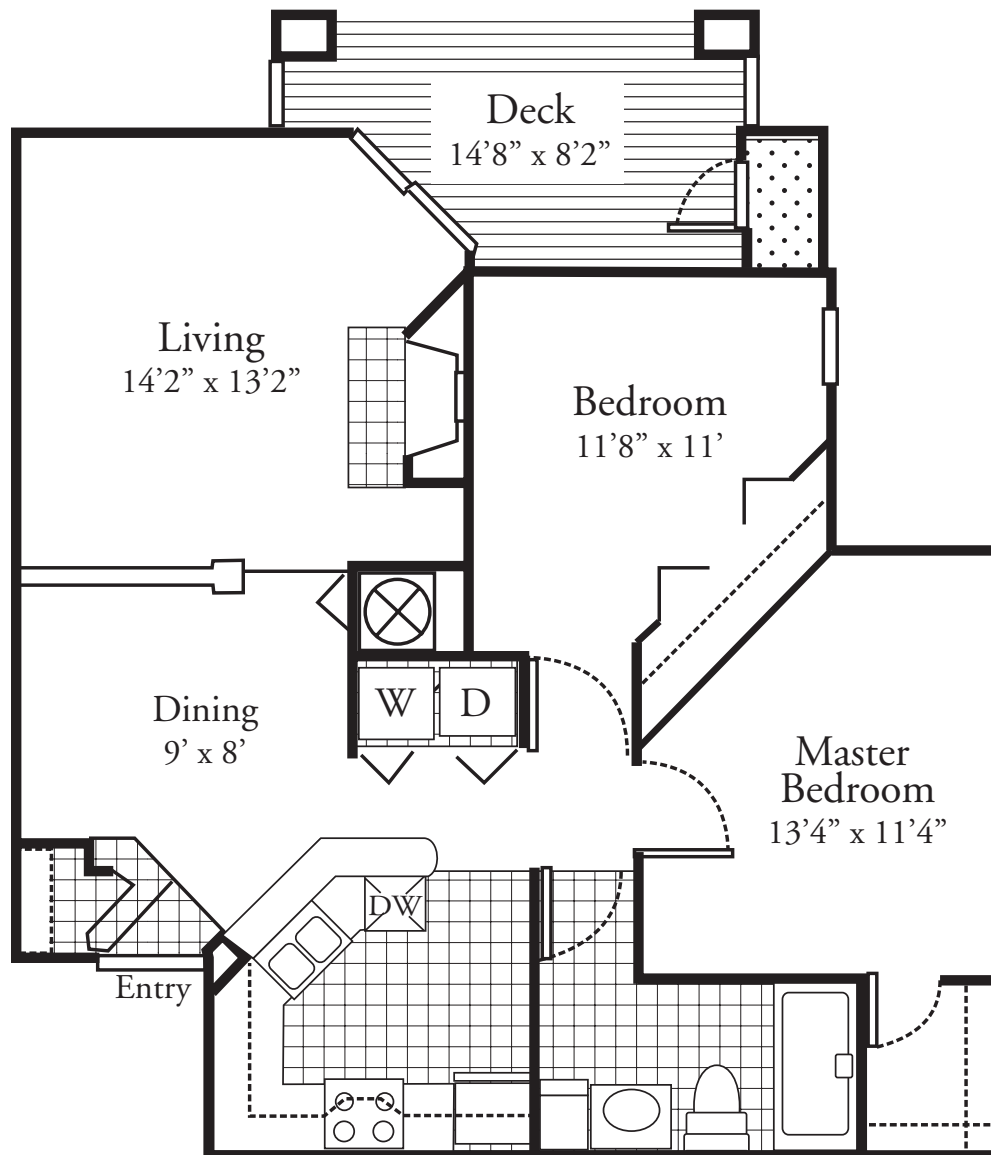 Deck
14’8” x 8’2”
Living
14’2” x 13’2”
Bedroom
11’8” x 11’
W
D
Dining
9’ x 8’
Master
Bedroom
13’4” x 11’4”
DW
Entry